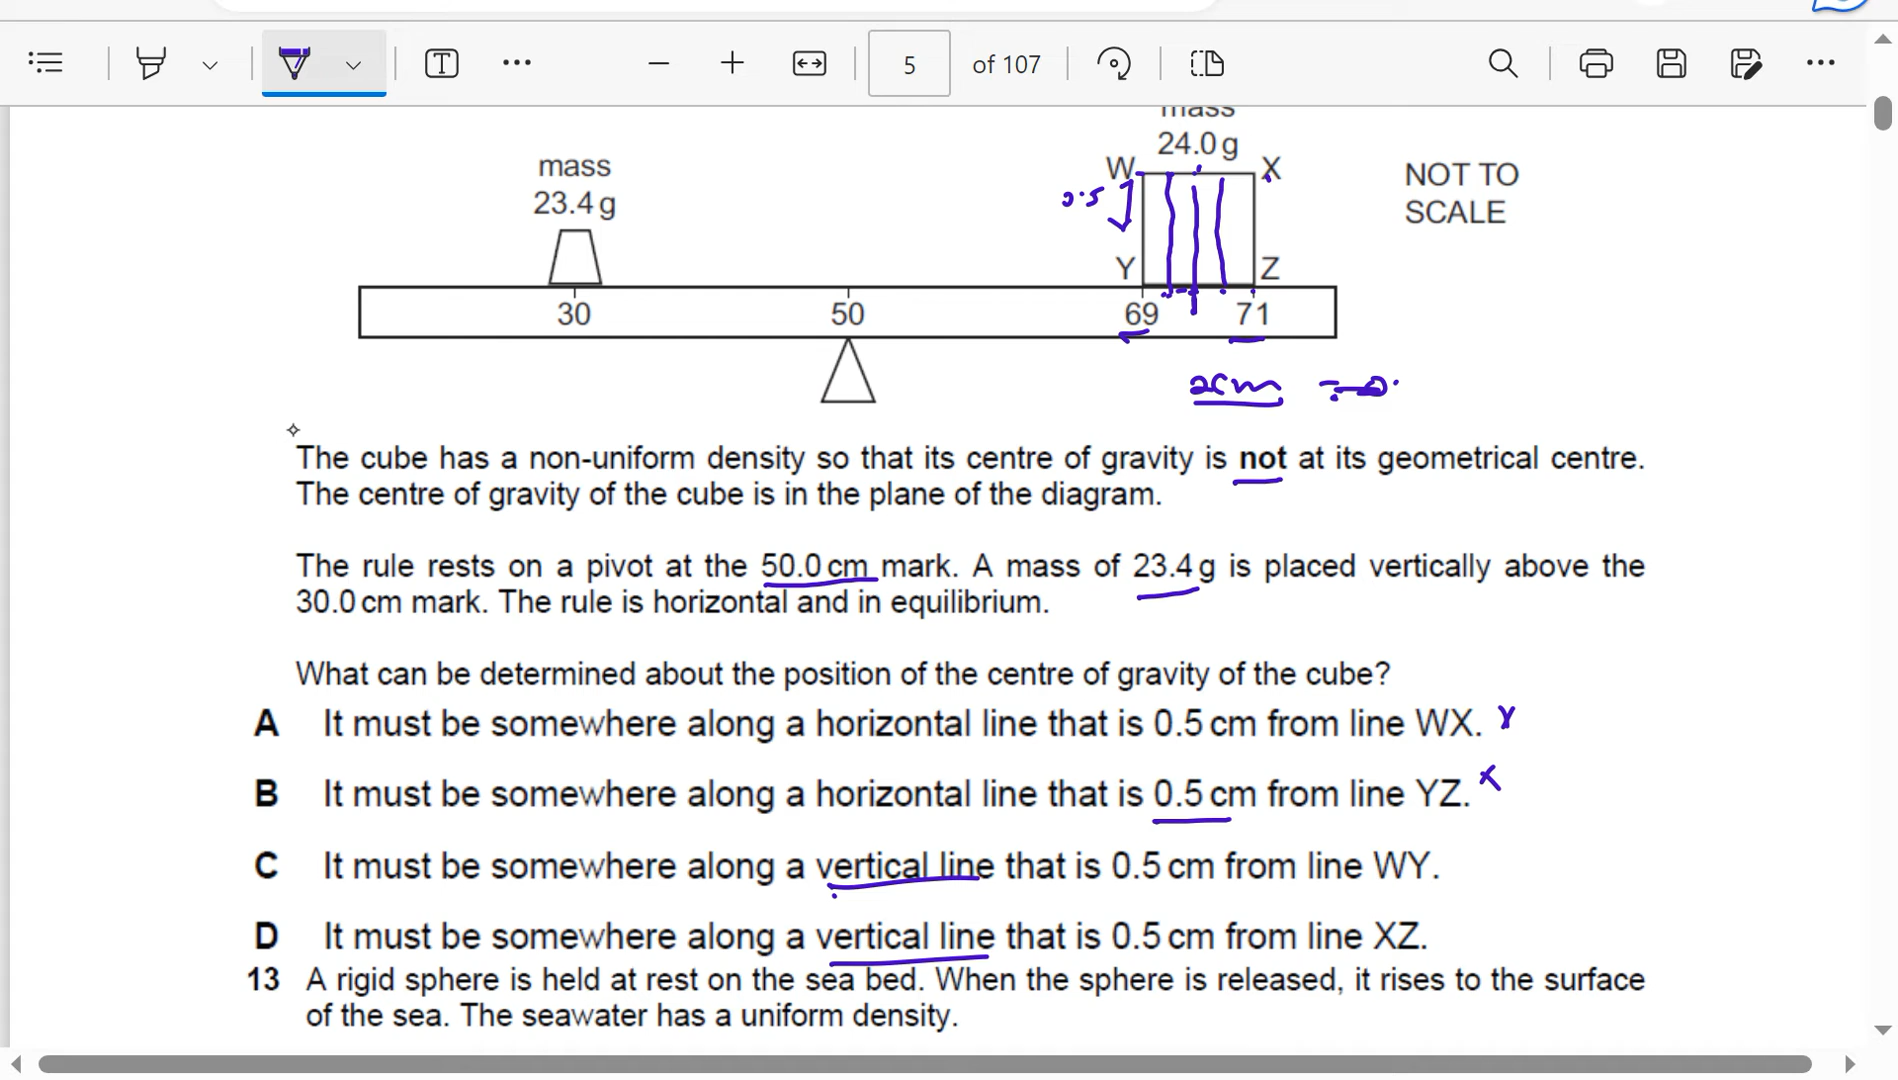 5 of 107
mass
24.0 g
mass
23.4 g
W X
NOT TO
SCALE
0.5
Y Z
30 50 69 71
2cm
The cube has a non-uniform density so that its centre of gravity is not at its geometrical centre.
The centre of gravity of the cube is in the plane of the diagram.
The rule rests on a pivot at the 50.0 cm mark. A mass of 23.4 g is placed vertically above the
30.0 cm mark. The rule is horizontal and in equilibrium.
What can be determined about the position of the centre of gravity of the cube?
A It must be somewhere along a horizontal line that is 0.5 cm from line WX.
B It must be somewhere along a horizontal line that is 0.5 cm from line YZ.
C It must be somewhere along a vertical line that is 0.5 cm from line WY.
D It must be somewhere along a vertical line that is 0.5 cm from line XZ.
13 A rigid sphere is held at rest on the sea bed. When the sphere is released, it rises to the surface
of the sea. The seawater has a uniform density.